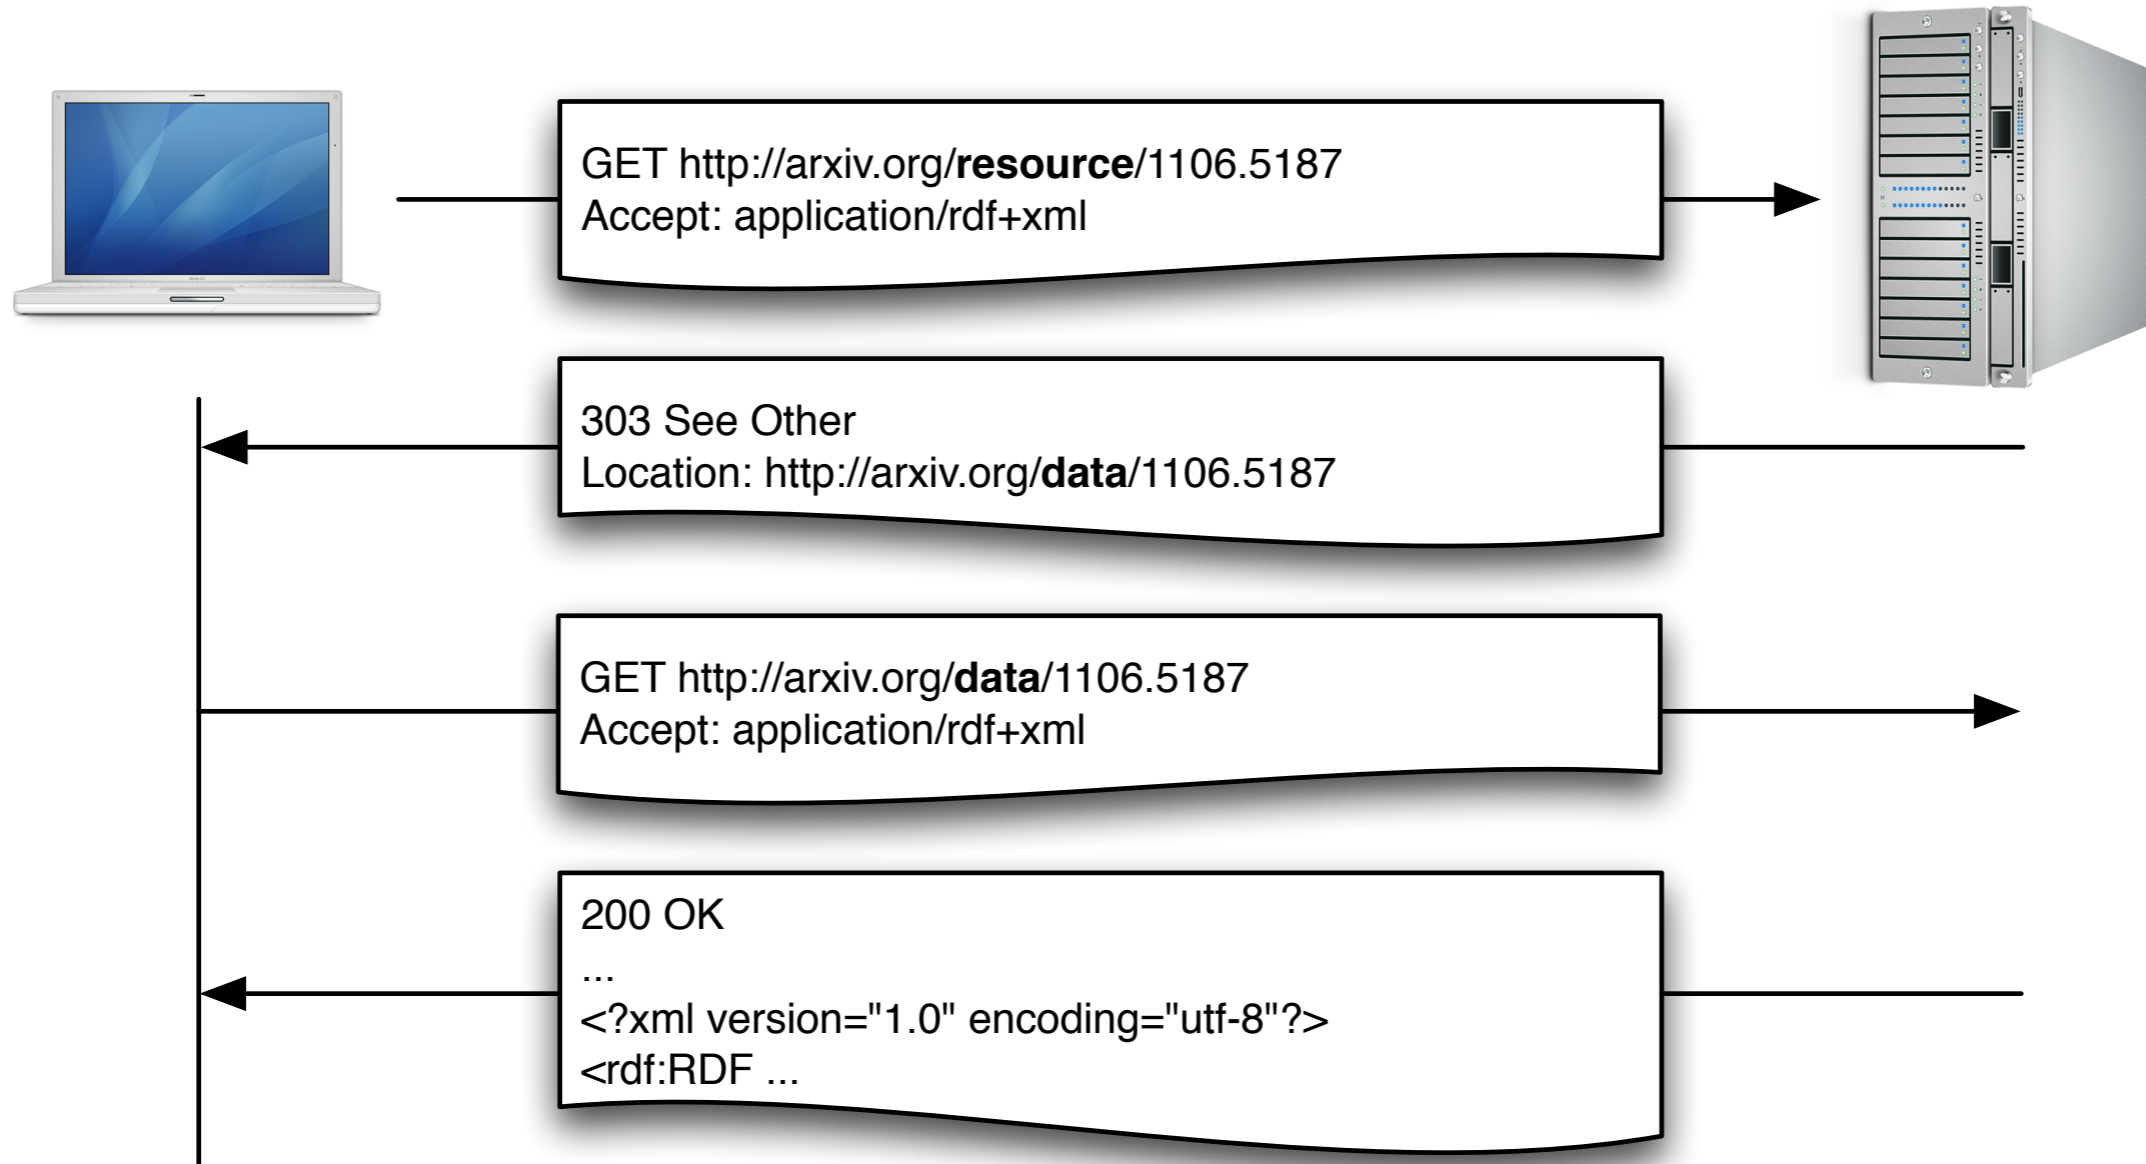 GET http://arxiv.org/resource/1106.5187
Accept: application/rdf+xml
303 See Other
Location: http://arxiv.org/data/1106.5187
GET http://arxiv.org/data/1106.5187
Accept: application/rdf+xml
200 OK
...
<?xml version="1.0" encoding="utf-8"?>
<rdf:RDF ...